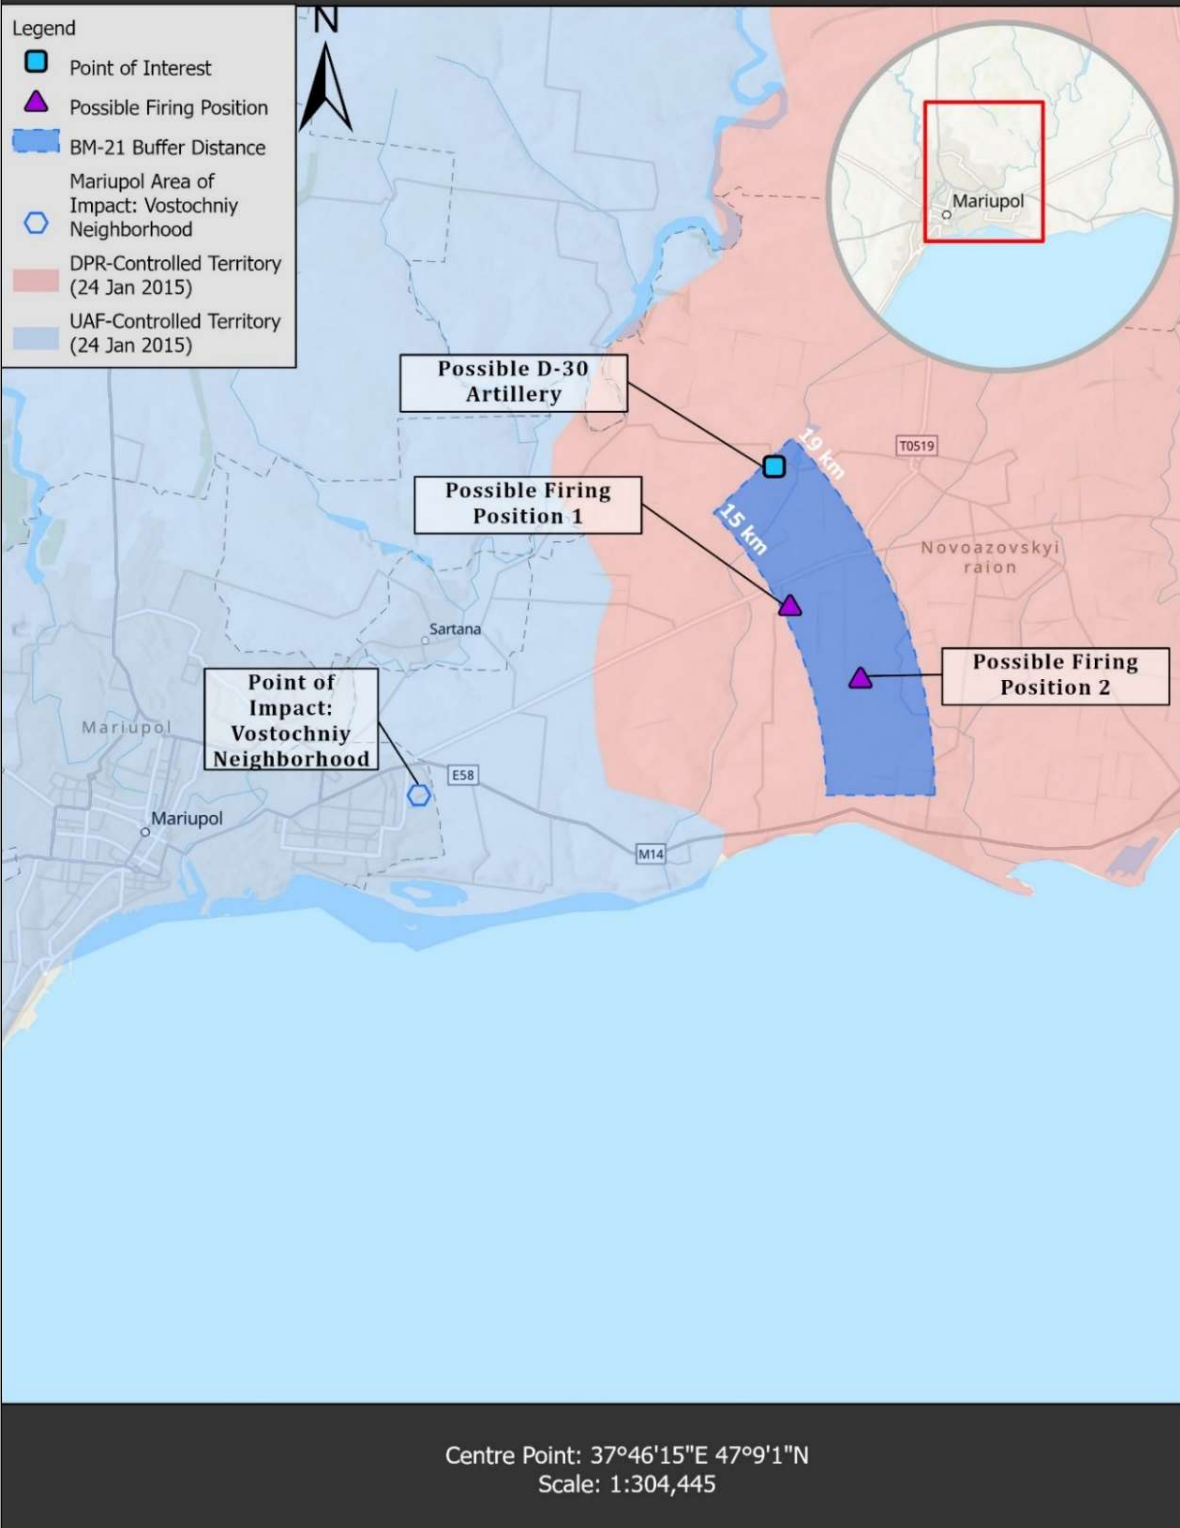 Legend
Point of Interest
Possible Firing Position
BM-21 Buffer Distance
Mariupol Area of
Impact: Vostochniy
Neighborhood
DPR-Controlled Territory
(24 Jan 2015)
UAF-Controlled Territory
(24 Jan 2015)
N
Mariupol
Possible D-30
Artillery
19 km
T0519
Possible Firing
Position 1
15 km
Novoazovskyi
raion
Sartana
Possible Firing
Position 2
Point of
Impact:
Vostochniy
Neighborhood
Mariupol
E58
Mariupol
M14
Centre Point: 37°46'15"E 47°9'1"N
Scale: 1:304,445